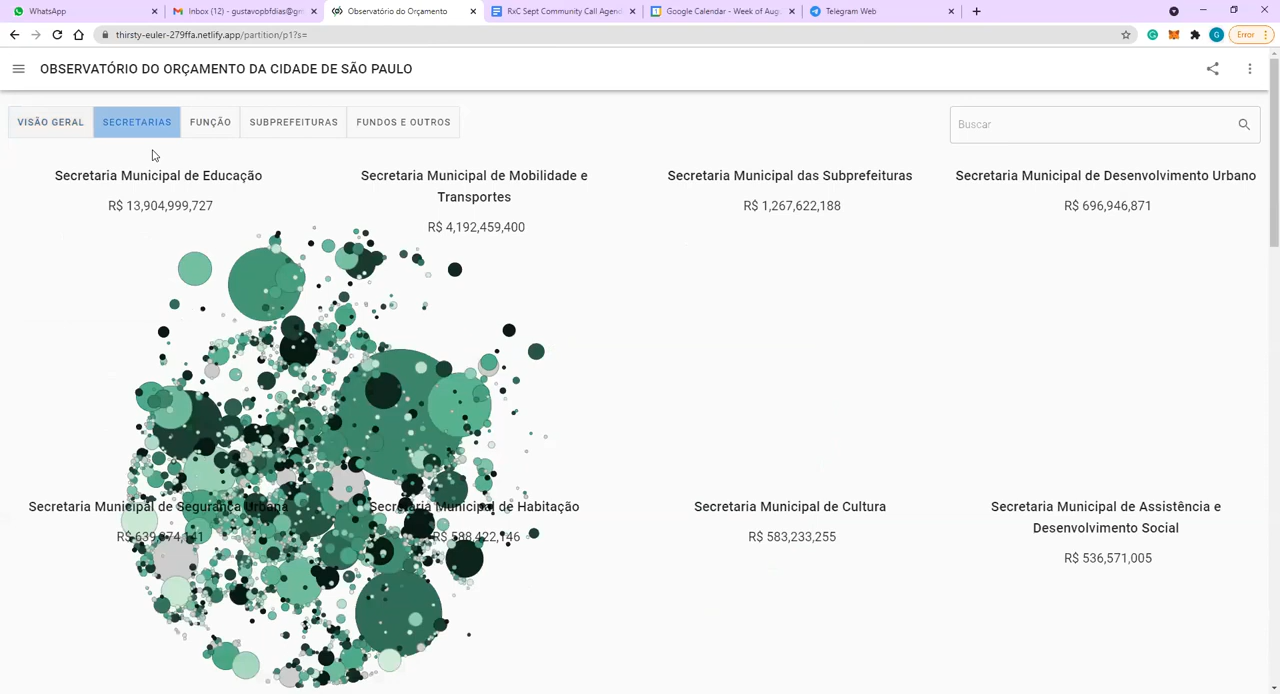 WhatsApp
Inbox (12) - gustavopbfdias@gm
Observatório do Orçamento
RxC Sept Community Call Agend
Google Calendar - Week of Aug
Telegram Web
thirsty-euler-279ffa.netlify.app/partition/p1?s=
G
Error
OBSERVATÓRIO DO ORÇAMENTO DA CIDADE DE SÃO PAULO
VISÃO GERAL
SECRETARIAS
FUNÇÃO
SUBPREFEITURAS
FUNDOS E OUTROS
Buscar
Secretaria Municipal de Educação
R$ 13,904,999,727
Secretaria Municipal de Mobilidade e
Transportes
R$ 4,192,459,400
Secretaria Municipal das Subprefeituras
R$ 1,267,622,188
Secretaria Municipal de Desenvolvimento Urbano
R$ 696,946,871
Secretaria Municipal de Segurança Urbana
Secretaria Municipal de Habitação
R$ 588,422,146
Secretaria Municipal de Cultura
R$ 583,233,255
Secretaria Municipal de Assistência e
Desenvolvimento Social
R$ 536,571,005